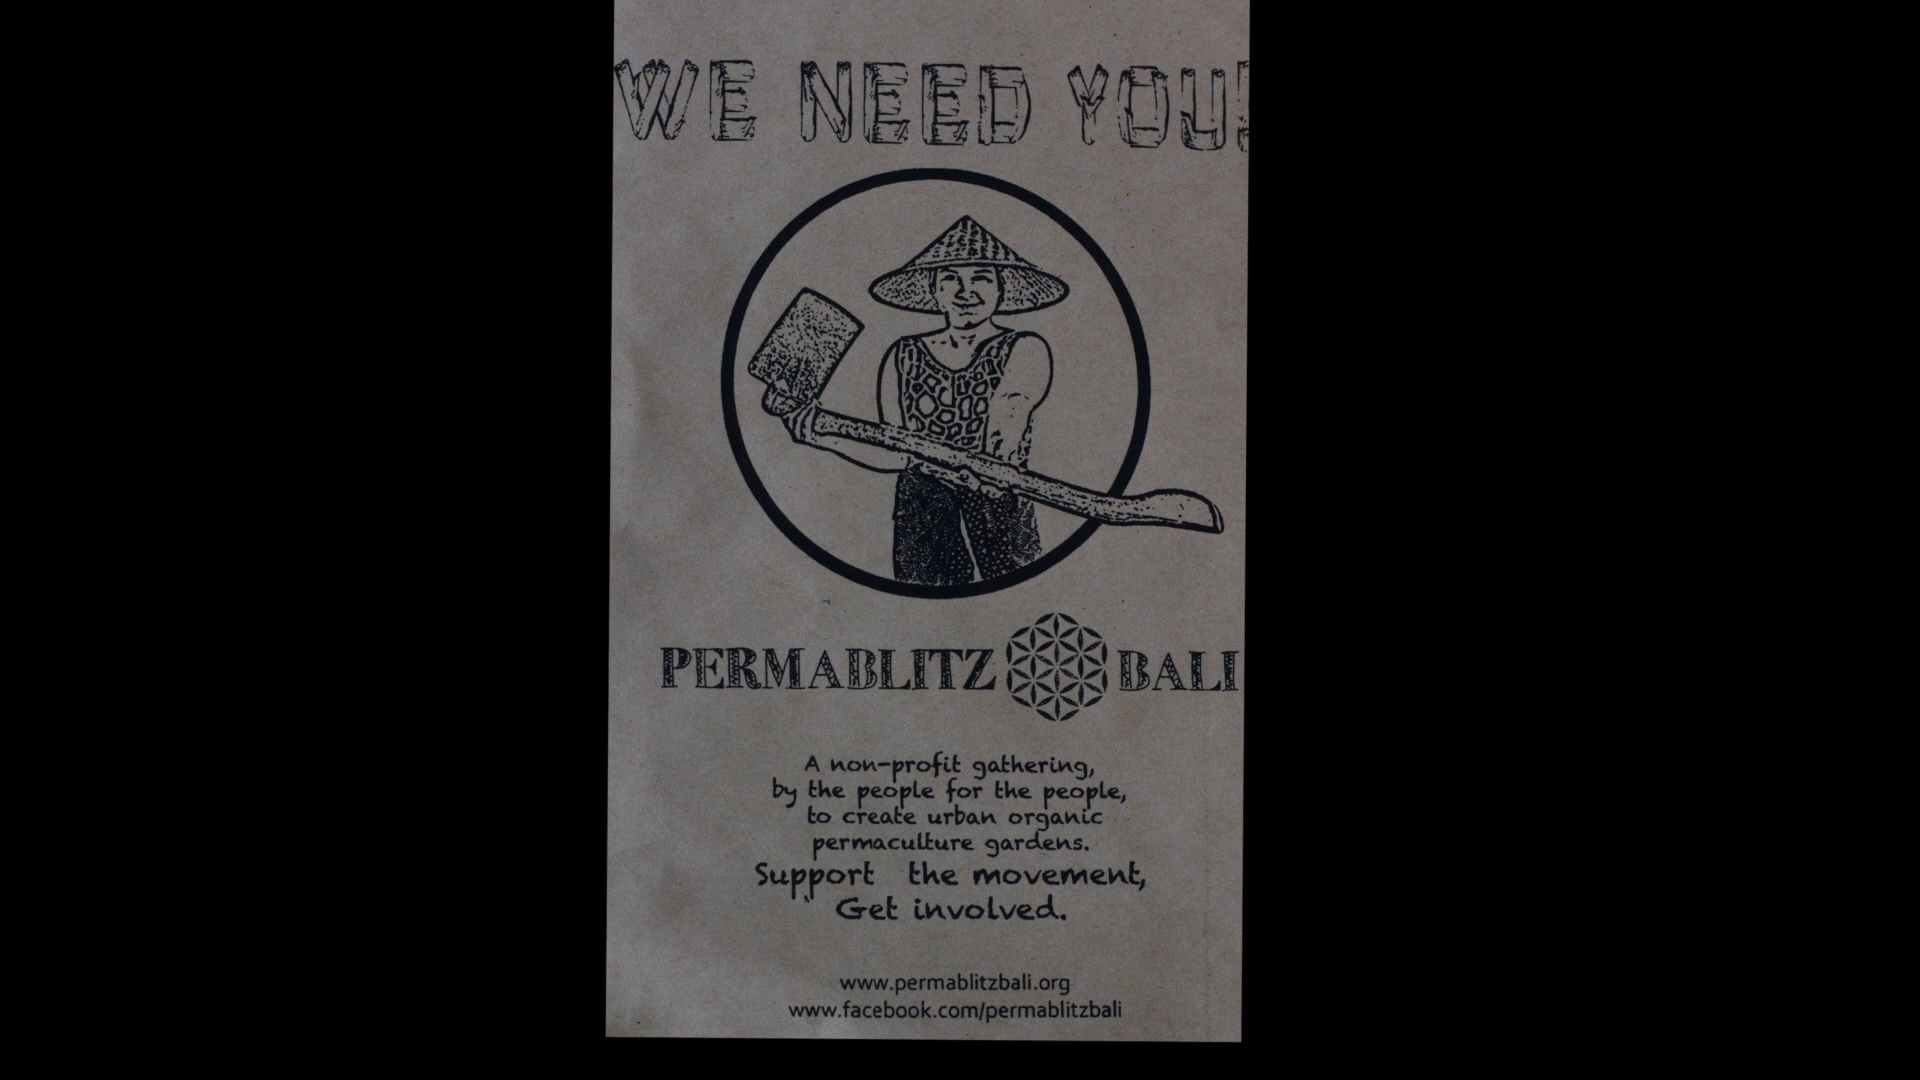 WE NEED YOU!
PERMABLITZ BALI
A non-profit gathering,
by the people for the people,
to create urban organic
permaculture gardens.
Support the movement,
Get involved.
www.permablitzbali.org
www.facebook.com/permablitzbali